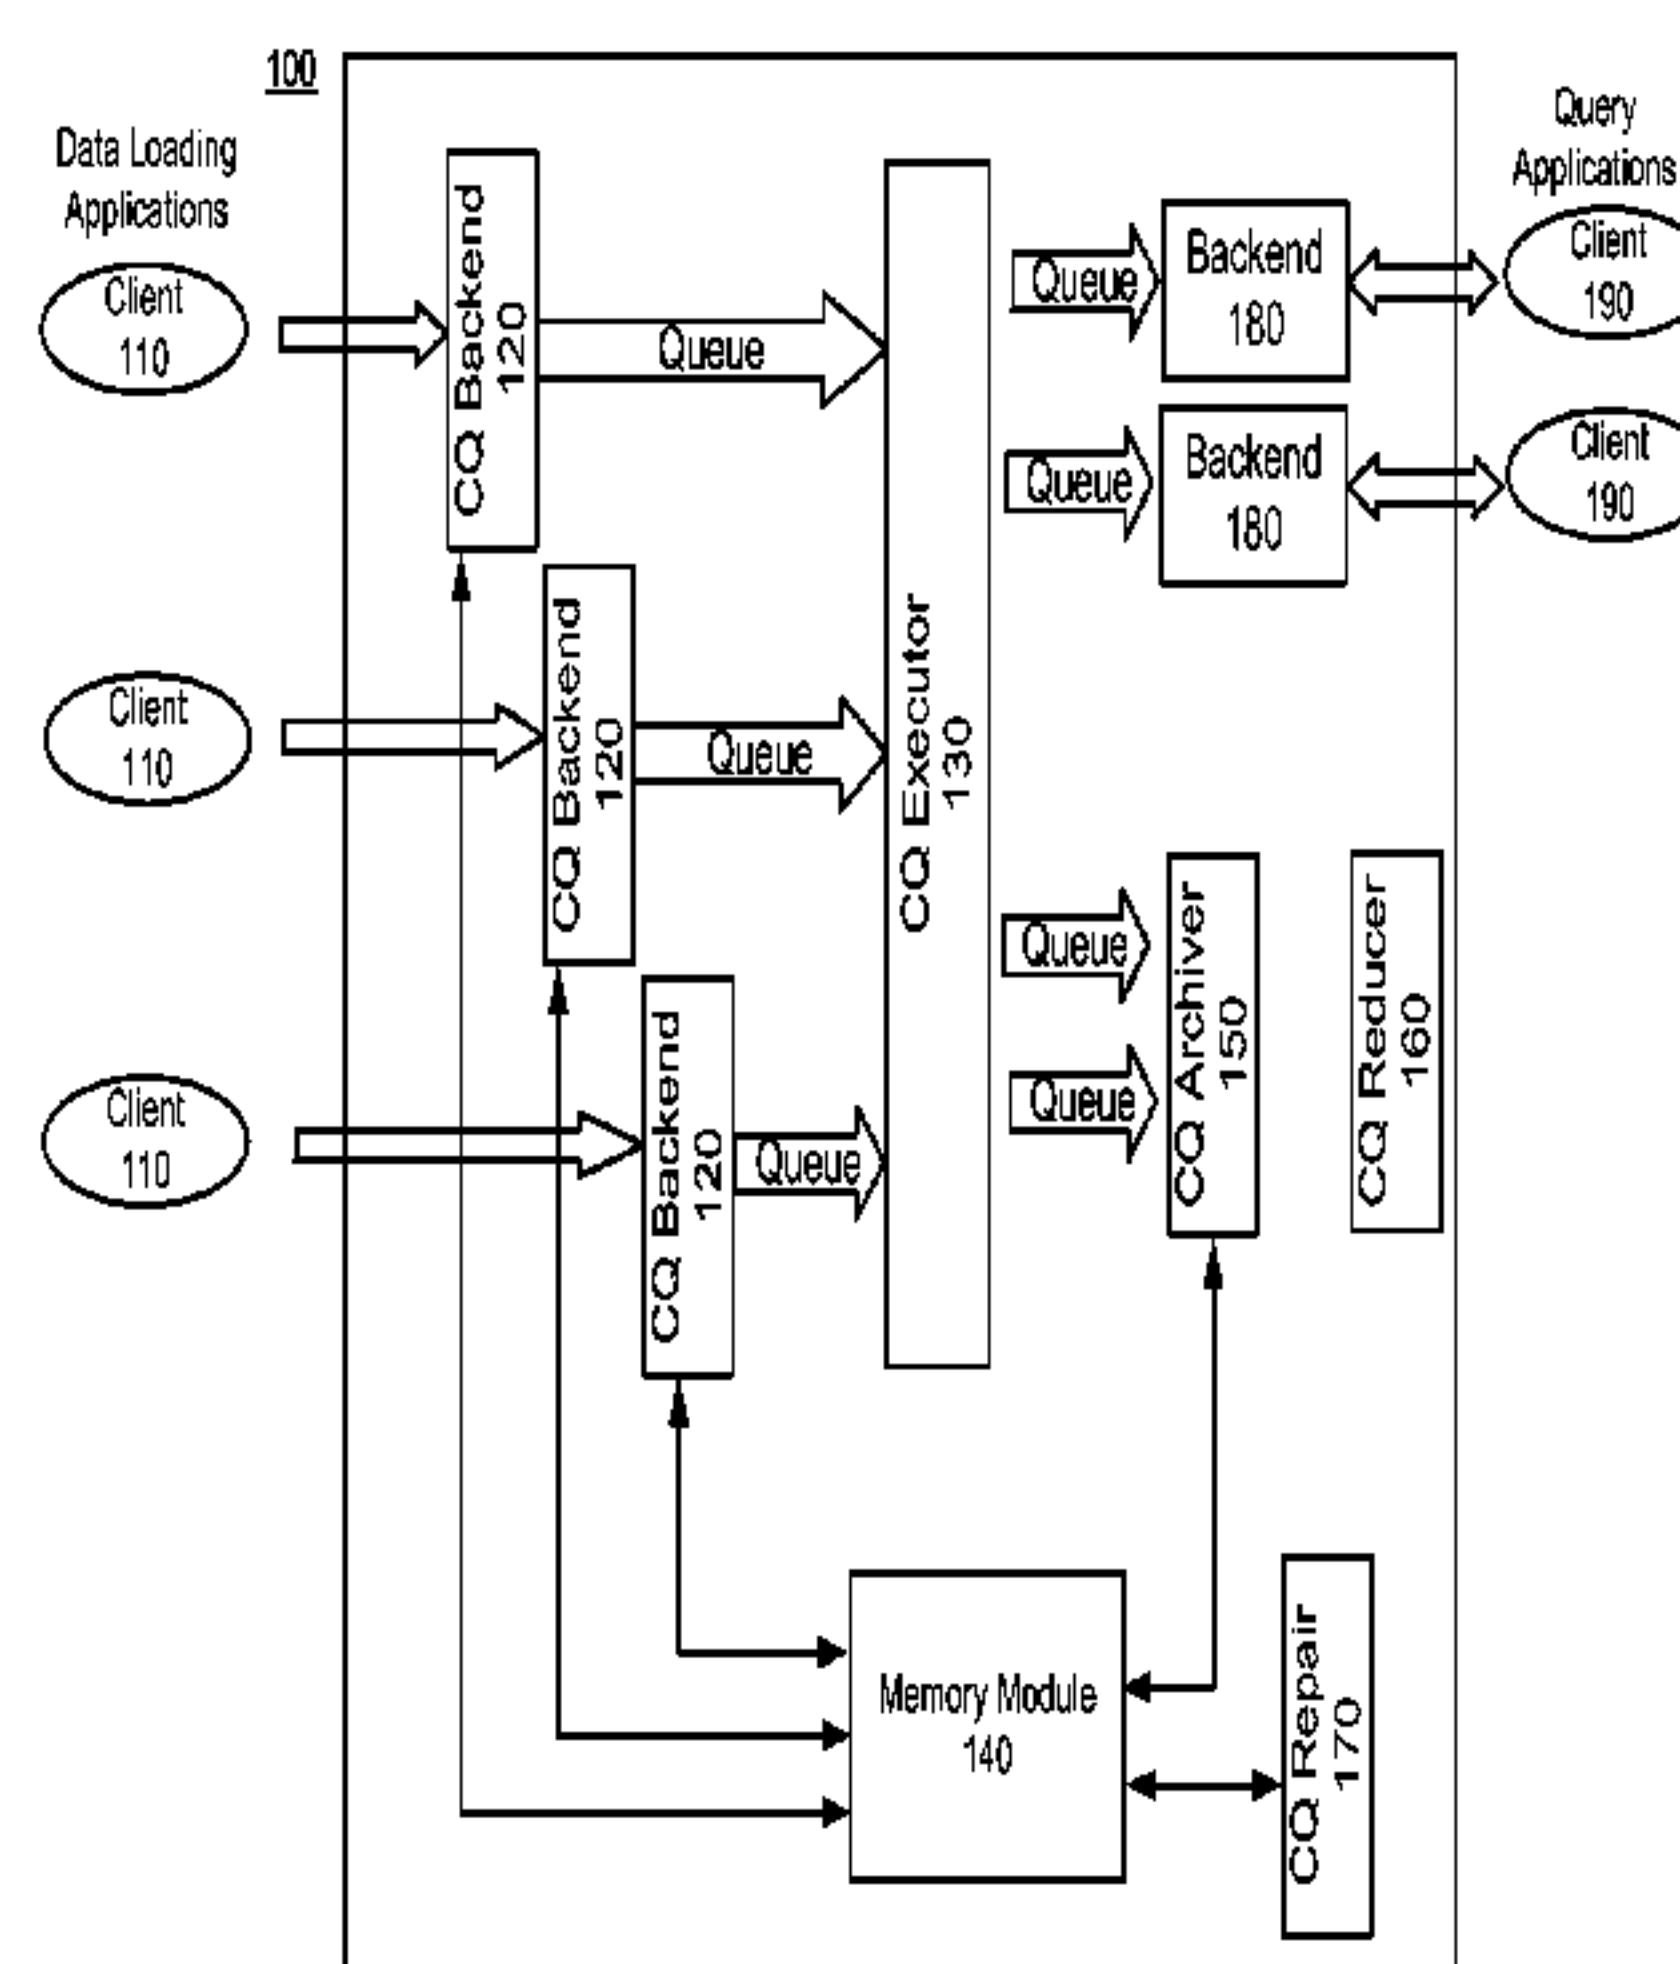 100
Data Loading
Applications
Client
110
Client
110
Client
110
CQ Backend
120
CQ Backend
120
CQ Backend
120
Queue
Queue
Queue
CQ Executor
130
Queue
Queue
Queue
Queue
Backend
180
Backend
180
Query
Applications
Client
190
Client
190
CQ Archiver
150
CQ Reducer
160
Memory Module
140
CQ Repair
170